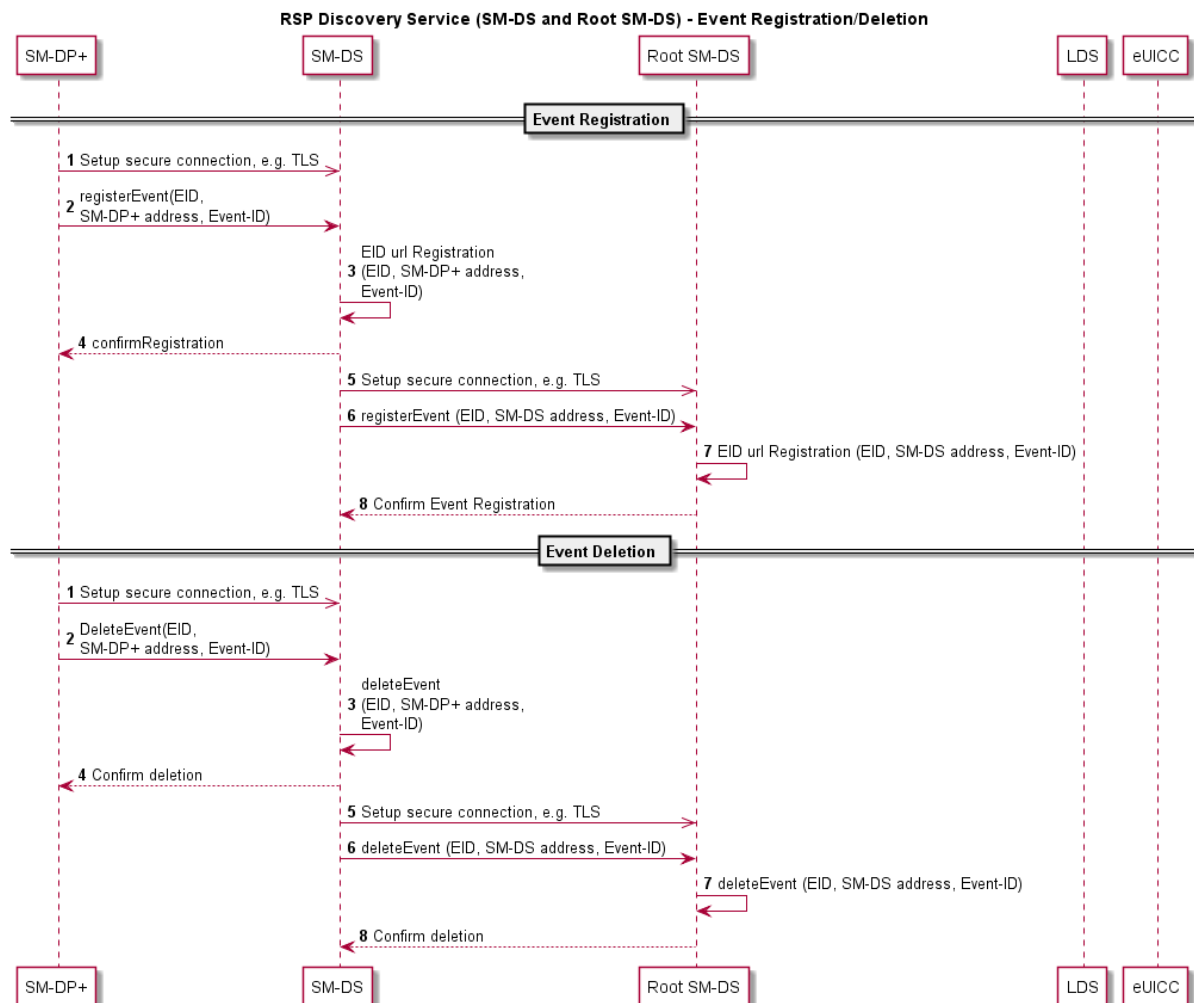 RSP Discovery Service (SM-DS and Root SM-DS) - Event Registration/Deletion
SM-DP+ SM-DS Root SM-DS LDS eUICC
Event Registration
1 Setup secure connection, e.g. TLS
registerEvent(EID,
2 SM-DP+ address, Event-ID)
EID url Registration
3 (EID, SM-DP+ address,
Event-ID)
4 confirmRegistration
5 Setup secure connection, e.g. TLS
6 registerEvent (EID, SM-DS address, Event-ID)
7 EID url Registration (EID, SM-DS address, Event-ID)
8 Confirm Event Registration
Event Deletion
1 Setup secure connection, e.g. TLS
DeleteEvent(EID,
2 SM-DP+ address, Event-ID)
deleteEvent
3 (EID, SM-DP+ address,
Event-ID)
4 Confirm deletion
5 Setup secure connection, e.g. TLS
6 deleteEvent (EID, SM-DS address, Event-ID)
7 deleteEvent (EID, SM-DS address, Event-ID)
8 Confirm deletion
SM-DP+ SM-DS Root SM-DS LDS eUICC